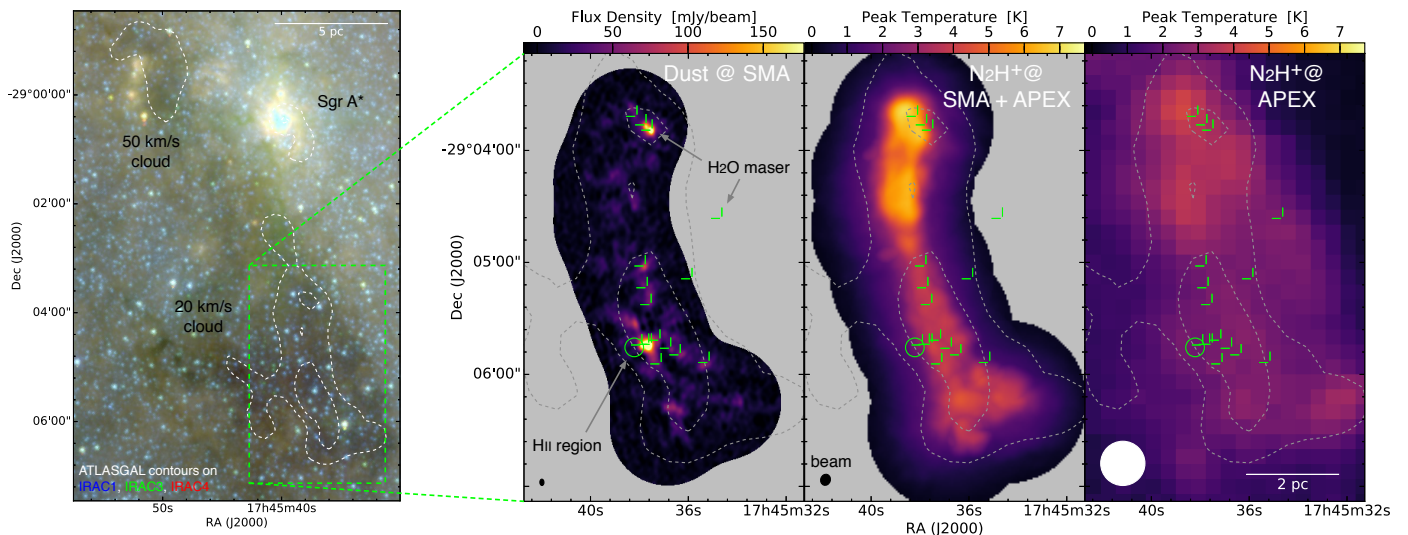 5 pc
Sgr A*
50 km/s
cloud
20 km/s
cloud
ATLASGAL contours on
IRAC1, IRAC3, IRAC4
-29°00'00"
02'00"
04'00"
06'00"
Dec (J2000)
50s
17h45m40s
RA (J2000)
Flux Density [mJy/beam]
0 50 100 150
Dust @ SMA
H2O maser
HII region
-29°04'00"
05'00"
06'00"
Dec (J2000)
40s 36s 17h45m32s
Peak Temperature [K]
0 1 2 3 4 5 6 7
N2H+@
SMA + APEX
beam
40s 36s 17h45m32s
RA (J2000)
Peak Temperature [K]
0 1 2 3 4 5 6 7
N2H+@
APEX
2 pc
40s 36s 17h45m32s